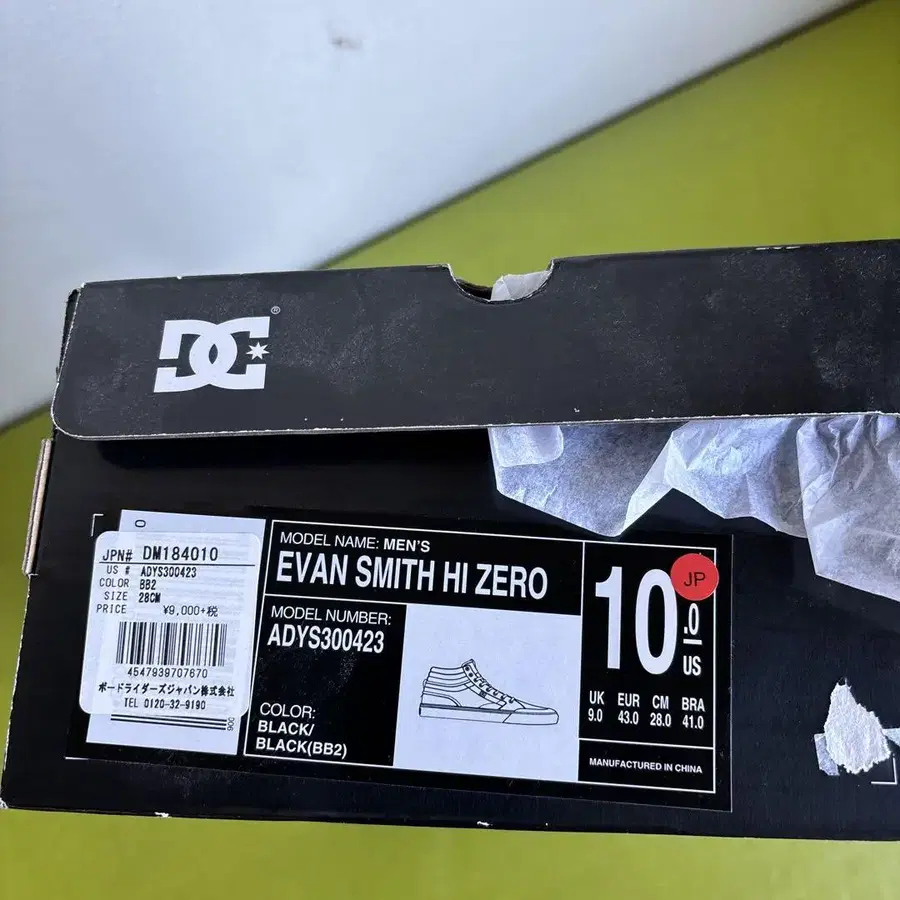 DC®
0
JPN# DM184010
US # ADYS300423
COLOR BB2
SIZE 28CM
PRICE ¥9,000+税
4547939707670
ボードライダーズジャパン株式会社
TEL 0120-32-9190
MODEL NAME: MEN'S
EVAN SMITH HI ZERO
MODEL NUMBER:
ADYS300423
COLOR:
BLACK/
BLACK(BB2)
10.0
US
JP
UK EUR CM BRA
9.0 43.0 28.0 41.0
MANUFACTURED IN CHINA